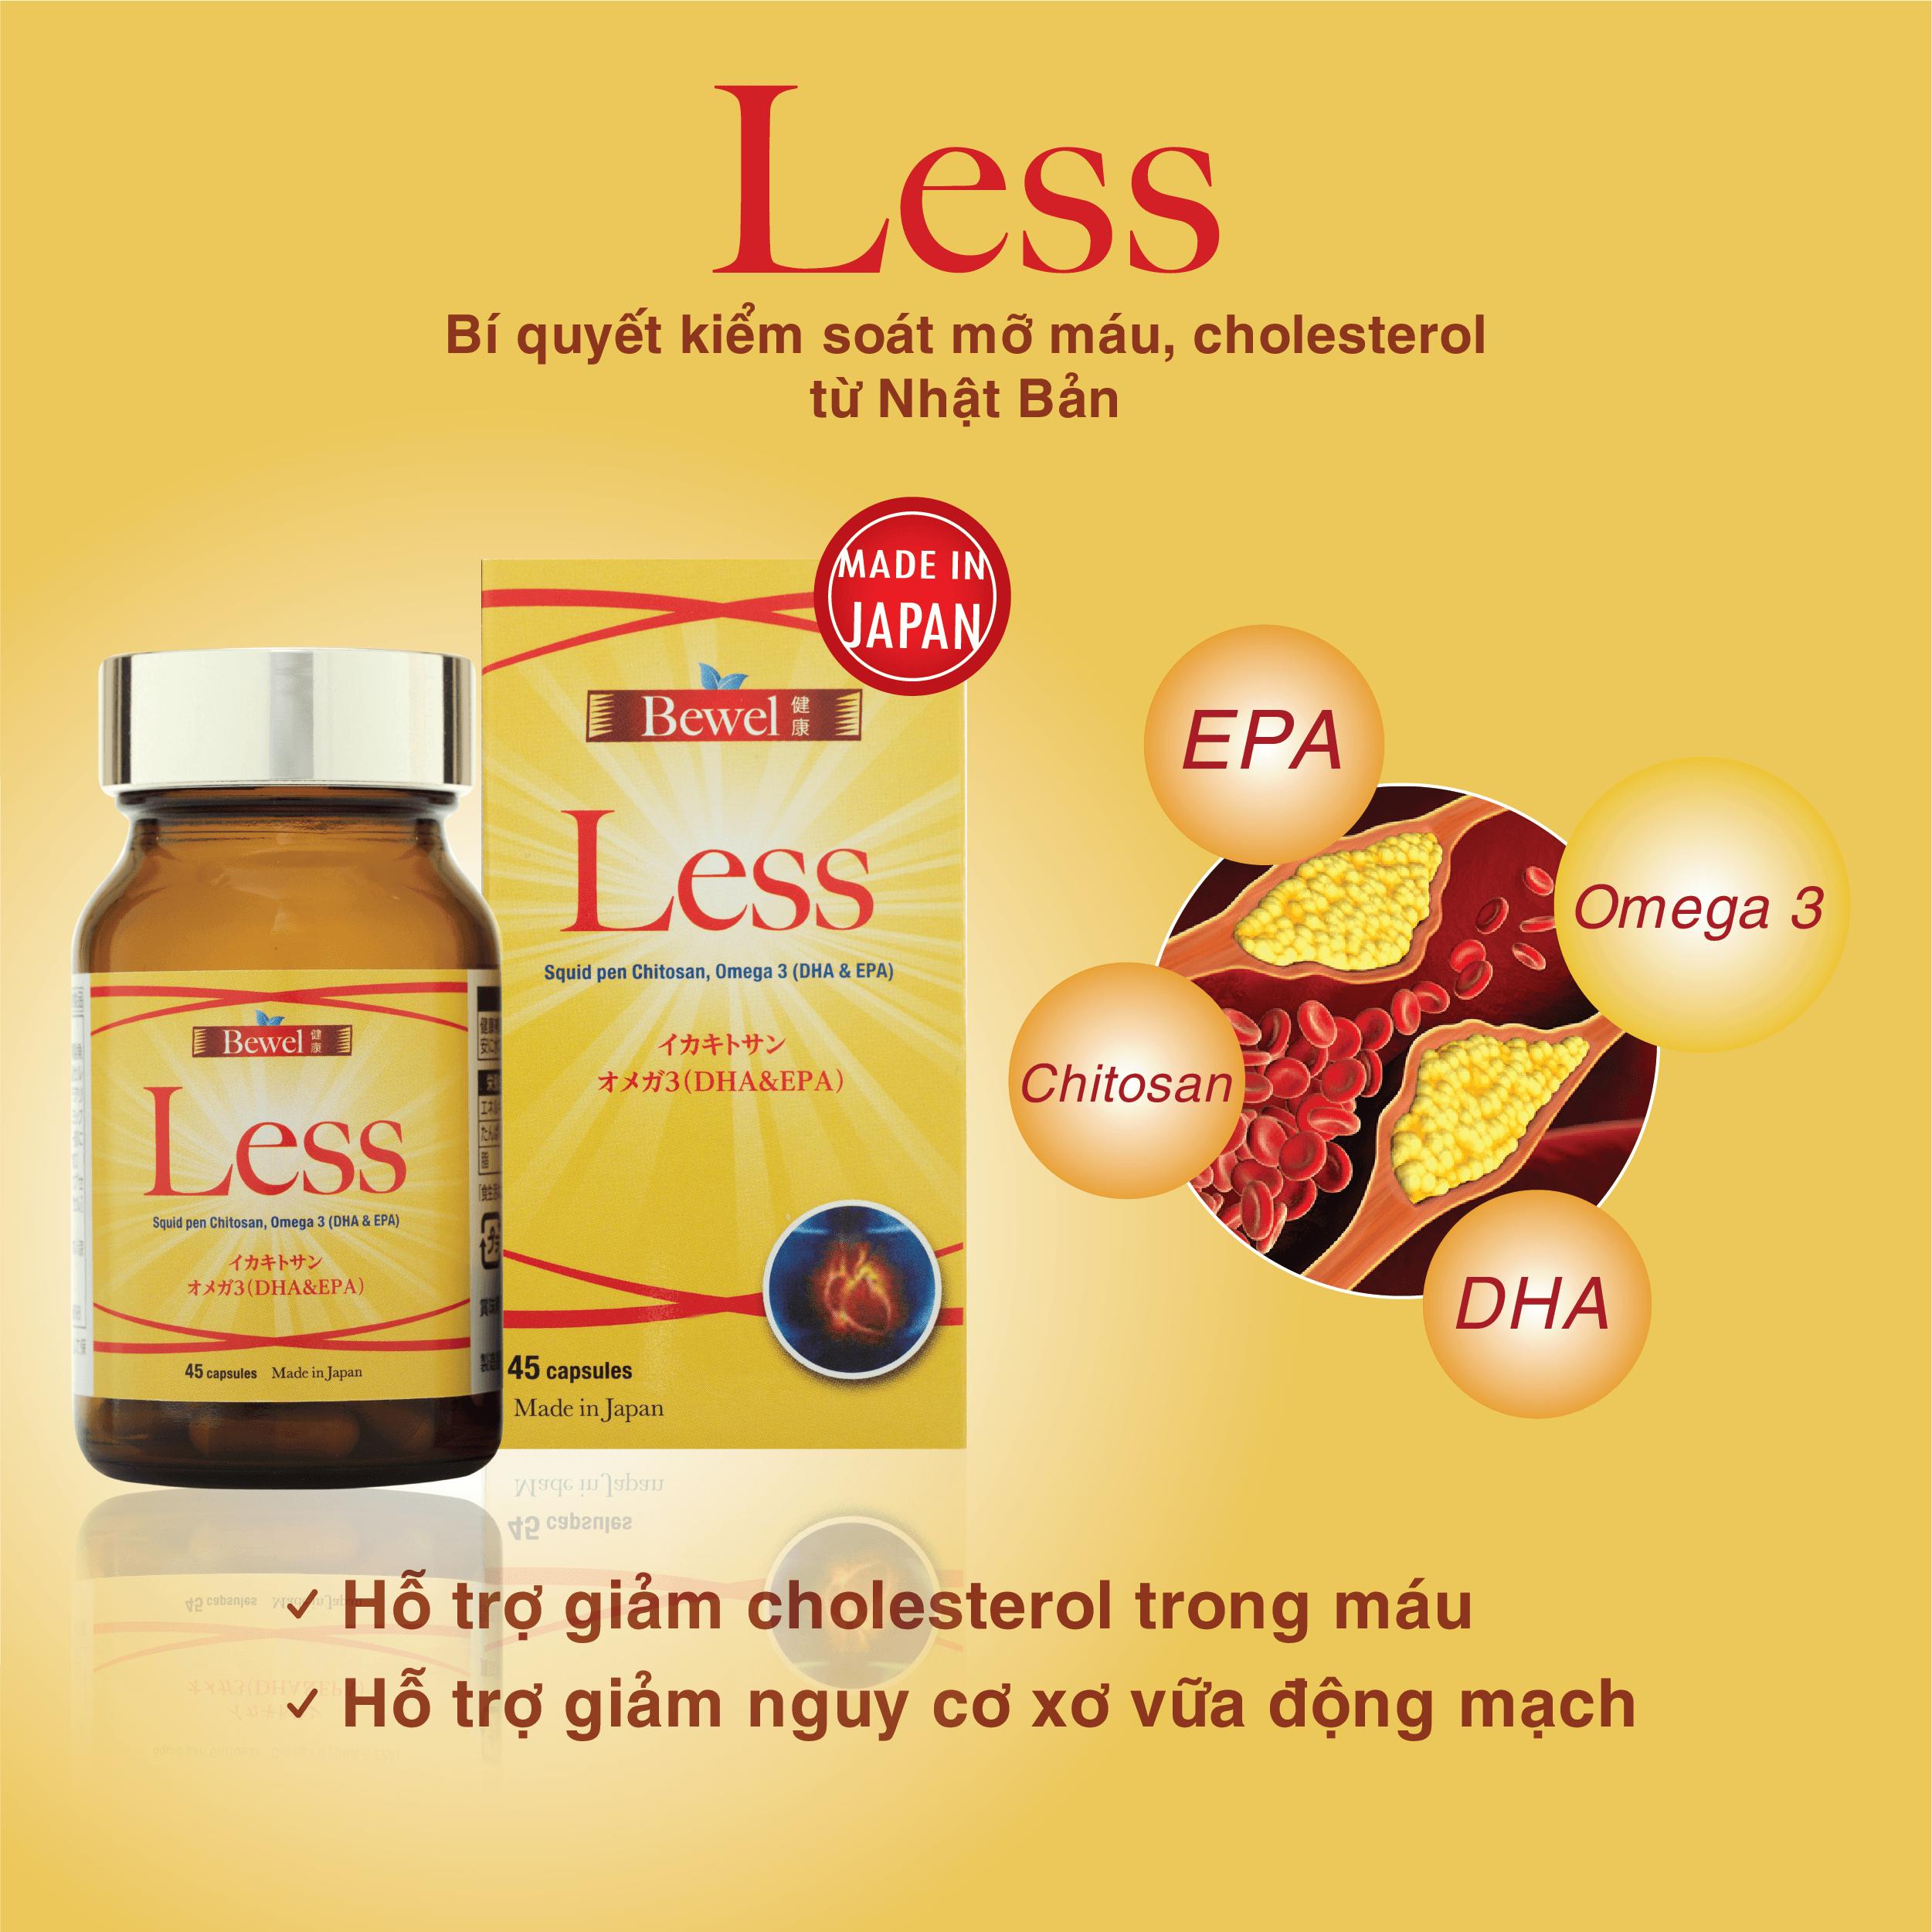 Less
Bí quyết kiểm soát mỡ máu, cholesterol
từ Nhật Bản
MADE IN
JAPAN
Bewel 健康
Less
Squid pen Chitosan, Omega 3 (DHA & EPA)
イカキトサン
オメガ3(DHA&EPA)
45 capsules
Made in Japan
Bewel 健康
Less
Squid pen Chitosan, Omega 3 (DHA & EPA)
イカキトサン
オメガ3(DHA&EPA)
45 capsules Made in Japan
EPA
Omega 3
Chitosan
DHA
✓ Hỗ trợ giảm cholesterol trong máu
✓ Hỗ trợ giảm nguy cơ xơ vữa động mạch